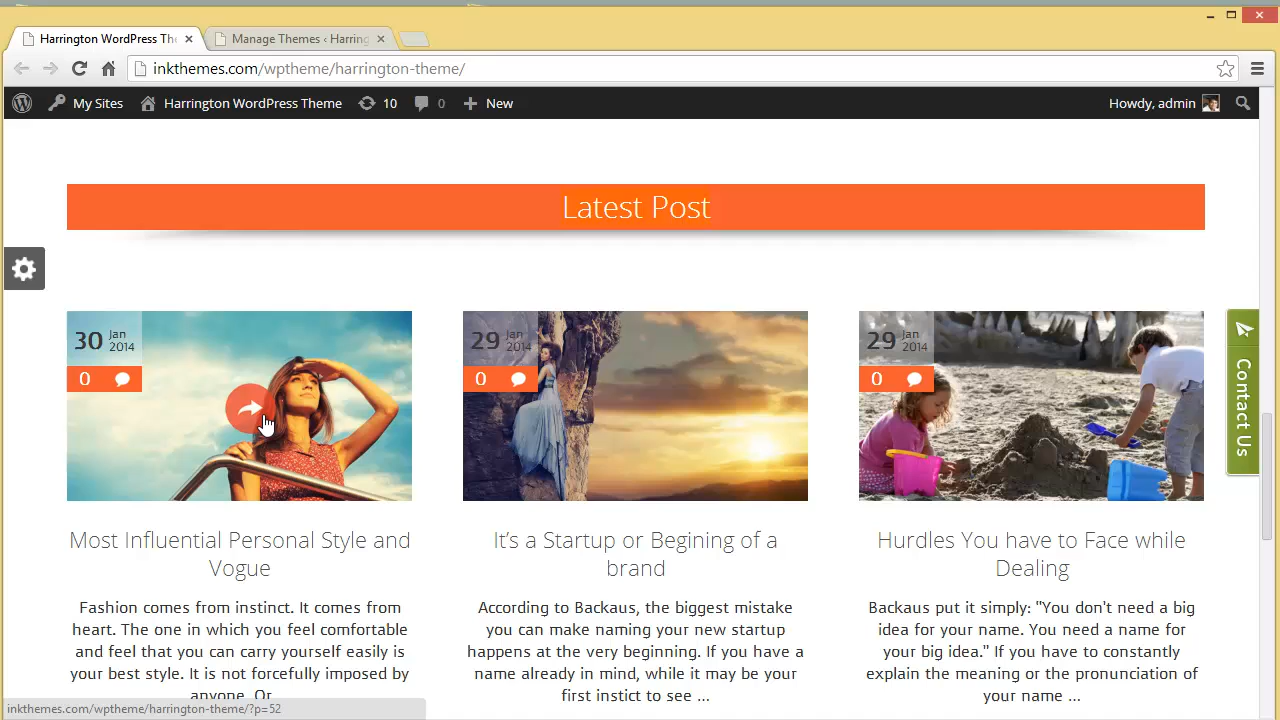 Harrington WordPress Th
Manage Themes ‹ Harring
inkthemes.com/wptheme/harrington-theme/
My Sites
Harrington WordPress Theme
10
0
New
Howdy, admin
Latest Post
30 Jan 2014
0
29 Jan 2014
0
29 Jan 2014
0
Contact Us
Most Influential Personal Style and
Vogue
Fashion comes from instinct. It comes from
heart. The one in which you feel comfortable
and feel that you can carry yourself easily is
your best style. It is not forcefully imposed by
anyone. Or
It’s a Startup or Begining of a
brand
According to Backaus, the biggest mistake
you can make naming your new startup
happens at the very beginning. If you have a
name already in mind, while it may be your
first instict to see ...
Hurdles You have to Face while
Dealing
Backaus put it simply: "You don't need a big
idea for your name. You need a name for
your big idea." If you have to constantly
explain the meaning or the pronunciation of
your name ...
inkthemes.com/wptheme/harrington-theme/?p=52